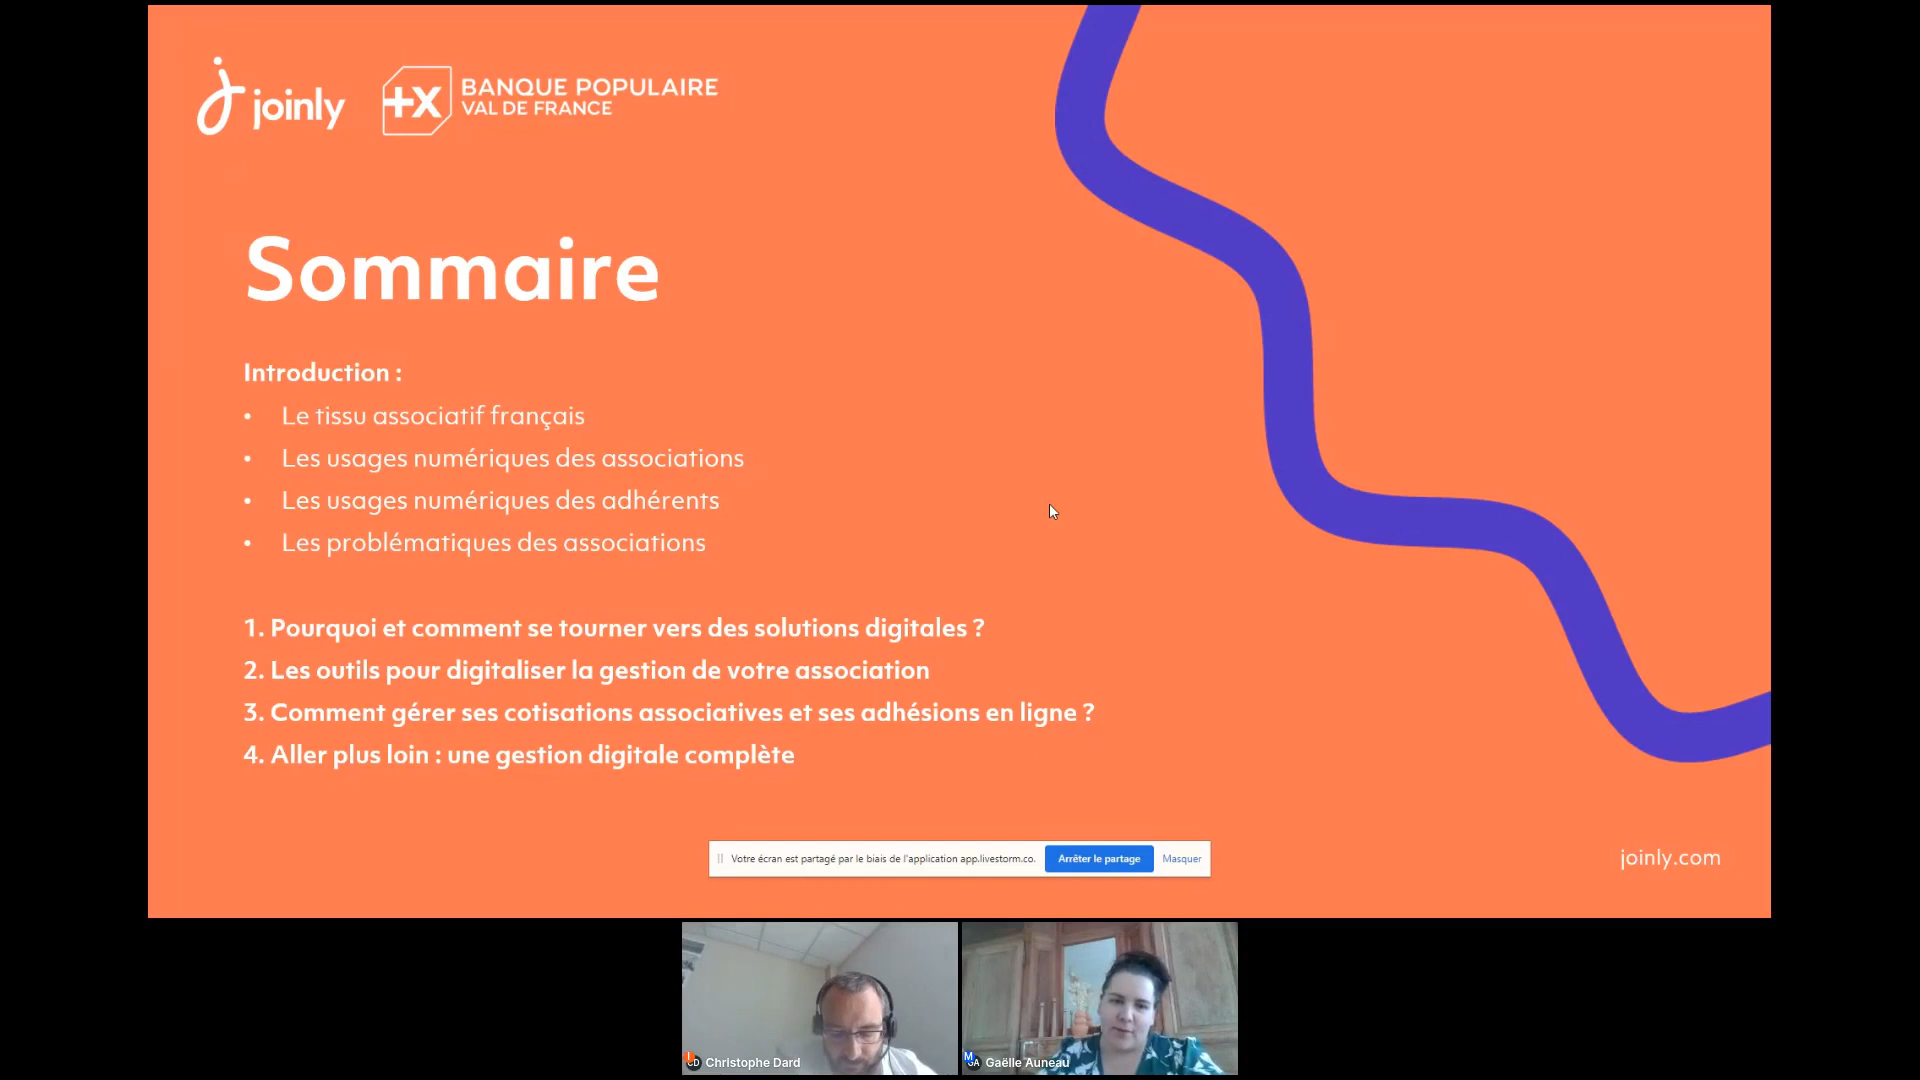 joinly
+X BANQUE POPULAIRE
VAL DE FRANCE
Sommaire
Introduction :
• Le tissu associatif français
• Les usages numériques des associations
• Les usages numériques des adhérents
• Les problématiques des associations
1. Pourquoi et comment se tourner vers des solutions digitales ?
2. Les outils pour digitaliser la gestion de votre association
3. Comment gérer ses cotisations associatives et ses adhésions en ligne ?
4. Aller plus loin : une gestion digitale complète
Votre écran est partagé par le biais de l'application app.livestorm.co. Arrêter le partage Masquer
joinly.com
CD Christophe Dard
M GA Gaëlle Auneau